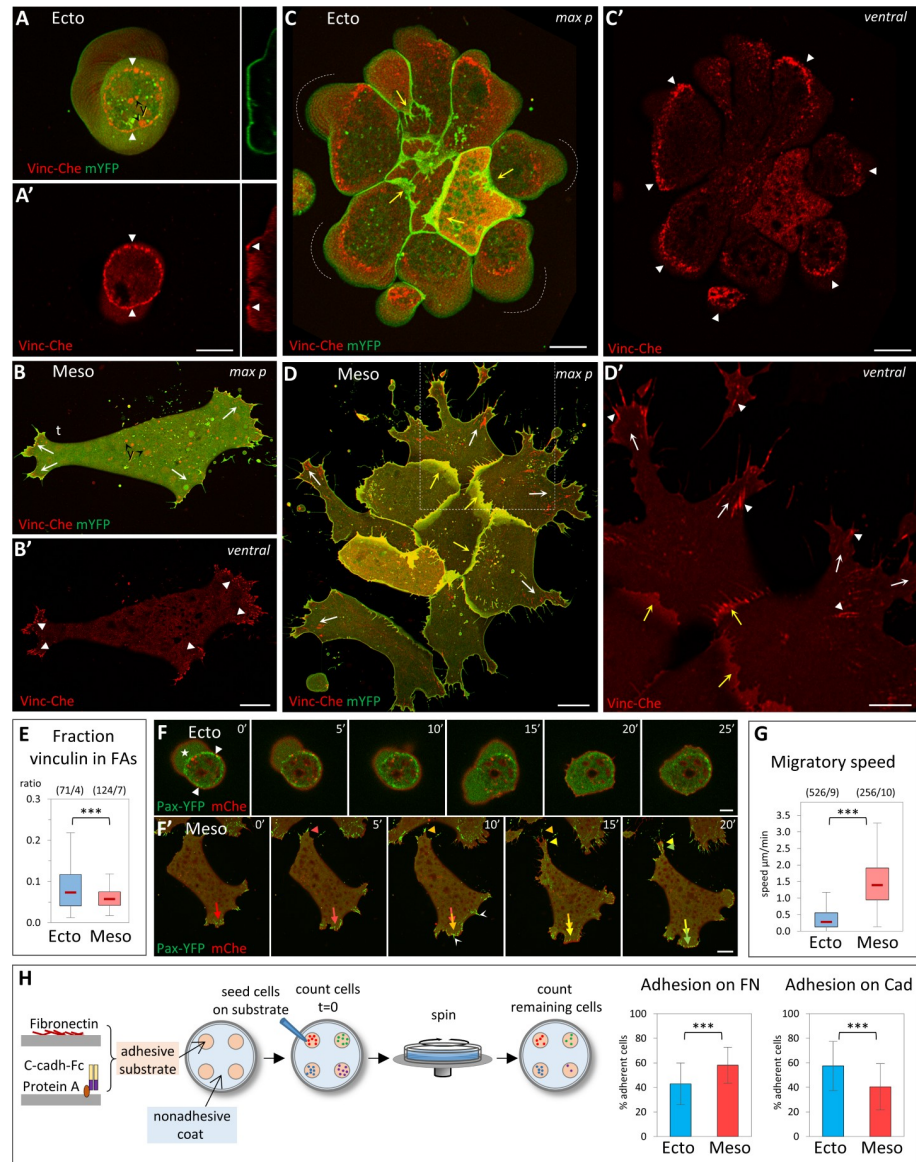 A
Ecto
y
Vinc-Che mYFP
A'
Vinc-Che
B
Meso
max p
t
y
Vinc-Che mYFP
B'
ventral
Vinc-Che
C
Ecto
max p
Vinc-Che mYFP
C'
ventral
Vinc-Che
D
Meso
max p
Vinc-Che mYFP
D'
ventral
Vinc-Che
E
Fraction
vinculin in FAs
ratio
(71/4) (124/7)
***
0.3
0.2
0.1
0.0
Ecto Meso
F
Ecto
0' 5' 10' 15' 20' 25'
Pax-YFP mChe
F'
Meso
0' 5' 10' 15' 20'
Pax-YFP mChe
G
Migratory speed
(526/9) (256/10)
***
speed µm/min
3.5
3.0
2.5
2.0
1.5
1.0
0.5
0.0
Ecto Meso
H
Fibronectin
C-cadh-Fc
Protein A
adhesive
substrate
nonadhesive
coat
seed cells
on substrate
count cells
t=0
spin
count
remaining cells
Adhesion on FN
***
% adherent cells
100
80
60
40
20
0
Ecto Meso
Adhesion on Cad
***
% adherent cells
100
80
60
40
20
0
Ecto Meso